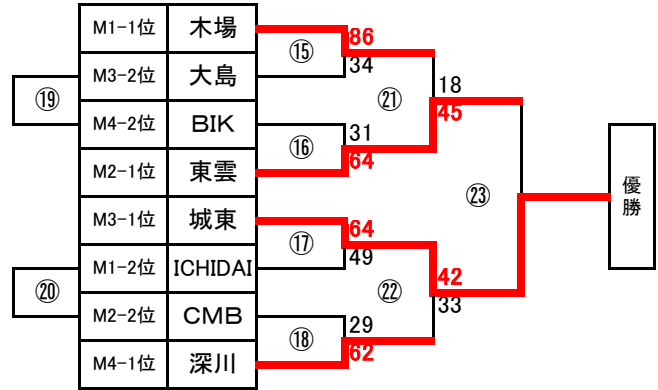 M1-1位 木場 ⑮ 86
34
M3-2位 大島
⑲ ㉑ 18
45
M4-2位 BIK ⑯ 31
64
M2-1位 東雲
㉓ 優勝
M3-1位 城東 ⑰ 64
49
M1-2位 ICHIDAI
⑳ ㉒ 42
33
M2-2位 CMB ⑱ 29
62
M4-1位 深川